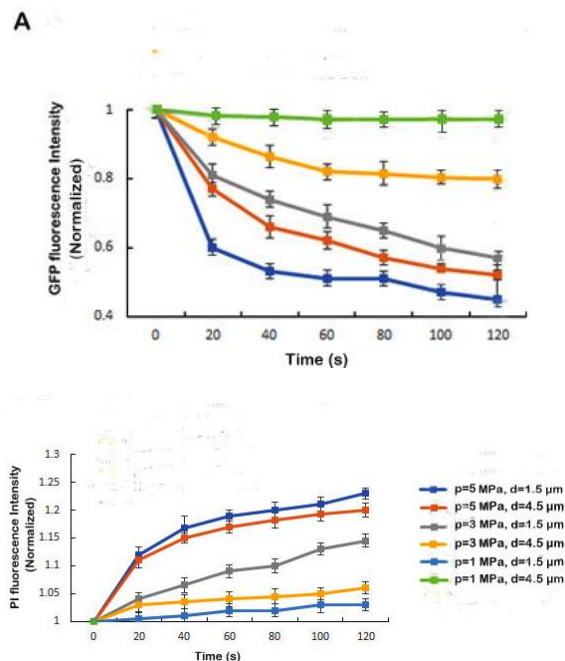 A
GFP fluorescence Intensity
(Normalized)
1
0.8
0.6
0.4
0 20 40 60 80 100 120
Time (s)
PI fluorescence Intensity
(Normalized)
1.3
1.25
1.2
1.15
1.1
1.05
1
0 20 40 60 80 100 120
Time (s)
p=5 MPa, d=1.5 µm
p=5 MPa, d=4.5 µm
p=3 MPa, d=1.5 µm
p=3 MPa, d=4.5 µm
p=1 MPa, d=1.5 µm
p=1 MPa, d=4.5 µm